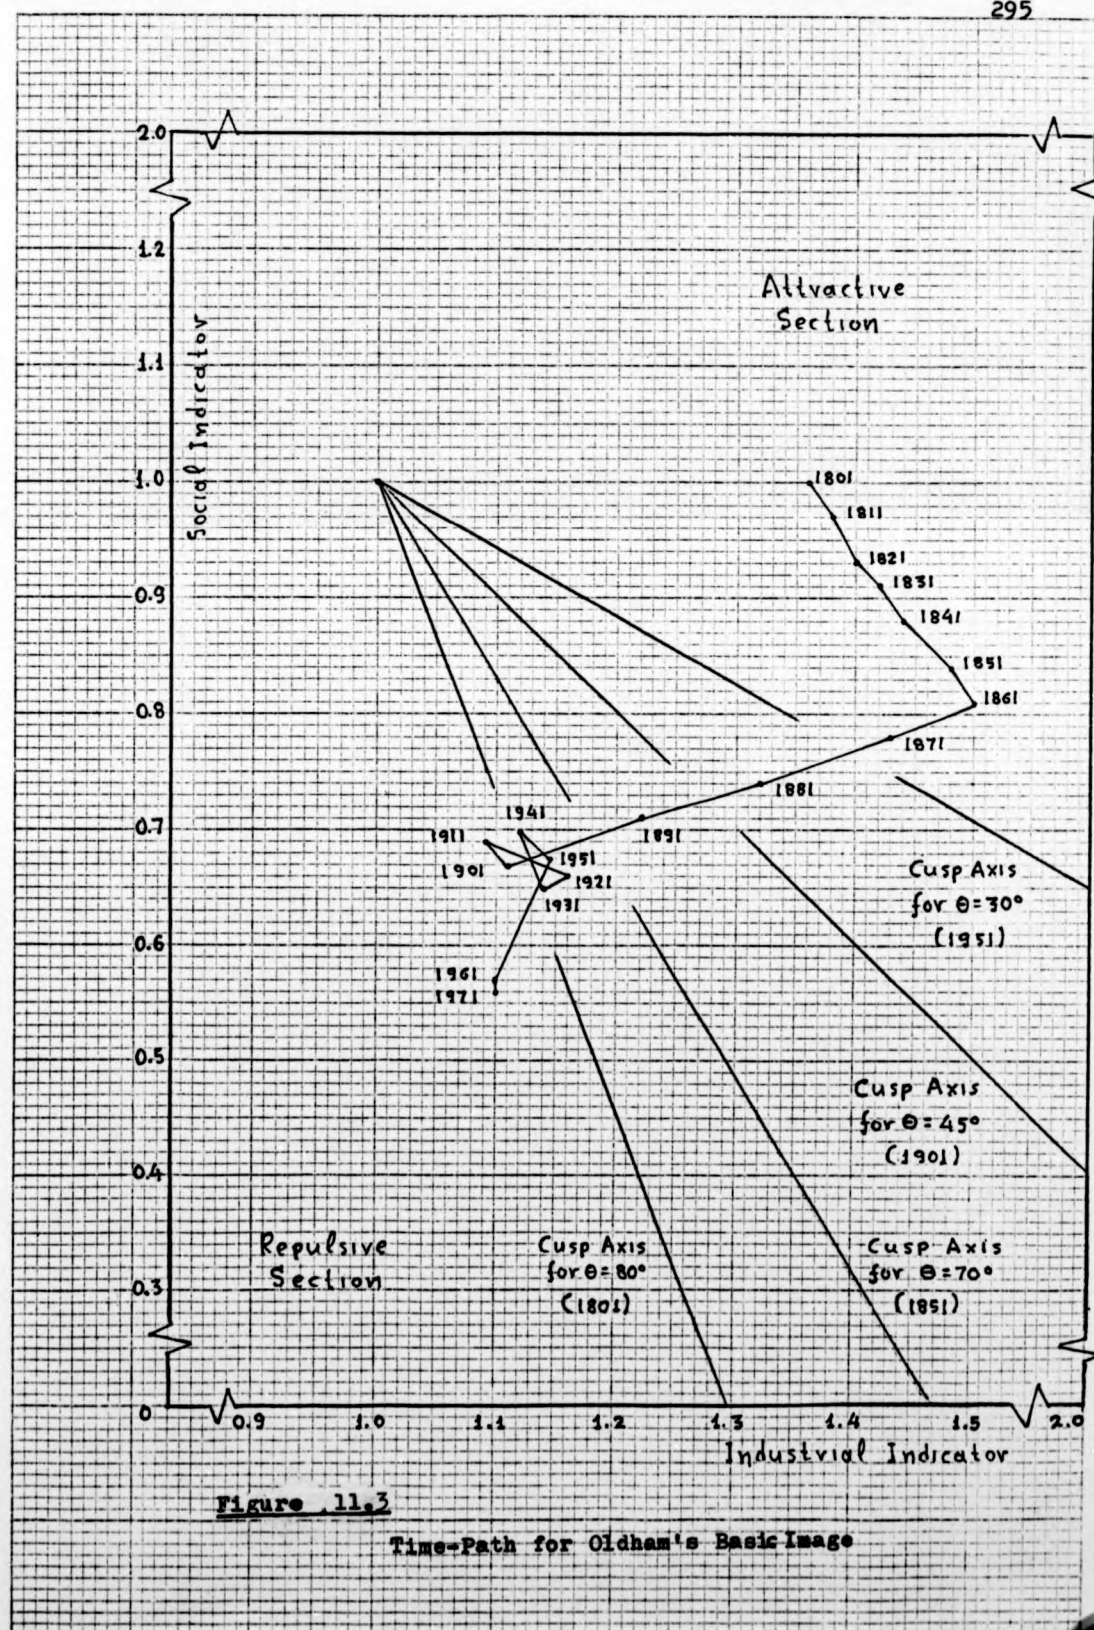 295
2.0
1.2
1.1
1.0
0.9
0.8
0.7
0.6
0.5
0.4
0.3
0
Social Indicator
Attractive
Section
1801
1811
1821
1831
1841
1851
1861
1871
1881
1891
1941
1911
1901
1951
1921
1931
1961
1971
Cusp Axis
for θ=30°
(1951)
Cusp Axis
for θ=45°
(1901)
Repulsive
Section
Cusp Axis
for θ=80°
(1801)
Cusp Axis
for θ=70°
(1851)
0.9 1.0 1.1 1.2 1.3 1.4 1.5 2.0
Industrial Indicator
Figure 11.3
Time-Path for Oldham's Basic Image